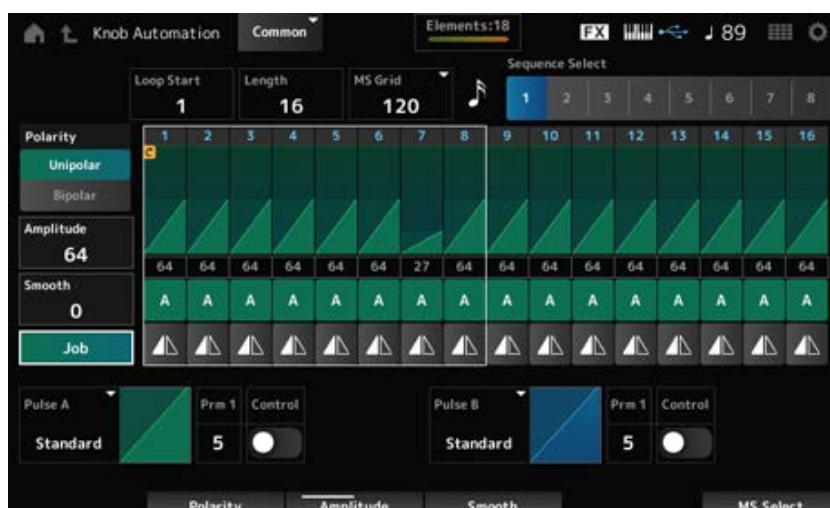 Knob Automation
Common
Elements:18
FX
89
Sequence Select
Loop Start
1
Length
16
MS Grid
120
1 2 3 4 5 6 7 8
Polarity
Unipolar
Bipolar
Amplitude
64
Smooth
0
Job
1 2 3 4 5 6 7 8 9 10 11 12 13 14 15 16
C
64 64 64 64 64 64 27 64 64 64 64 64 64 64 64 64
A A A A A A A A A A A A A A A A
Pulse A
Standard
Prm 1
5
Control
Pulse B
Standard
Prm 1
5
Control
Polarity
Amplitude
Smooth
MS Select